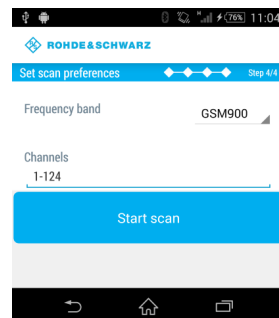 76% 11:04
ROHDE&SCHWARZ
Set scan preferences Step 4/4
Frequency band
GSM900
Channels
1-124
Start scan